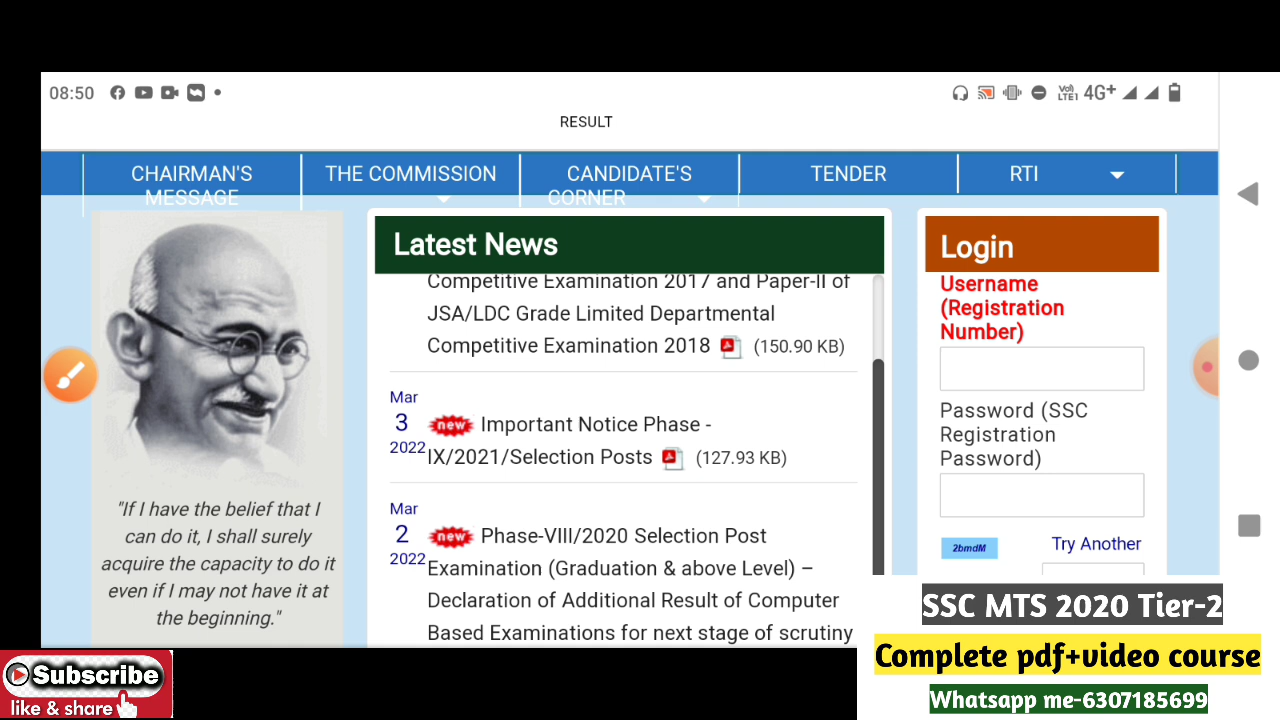 08:50
VoJ
LTE1
4G+
RESULT
CHAIRMAN'S
MESSAGE
THE COMMISSION
CANDIDATE'S
CORNER
TENDER
RTI
"If I have the belief that I
can do it, I shall surely
acquire the capacity to do it
even if I may not have it at
the beginning."
Latest News
Competitive Examination 2017 and Paper-II of
JSA/LDC Grade Limited Departmental
Competitive Examination 2018 (150.90 KB)
Mar
3
2022
new Important Notice Phase -
IX/2021/Selection Posts (127.93 KB)
Mar
2
2022
new Phase-VIII/2020 Selection Post
Examination (Graduation & above Level) –
Declaration of Additional Result of Computer
Based Examinations for next stage of scrutiny
Login
Username
(Registration
Number)
Password (SSC
Registration
Password)
2bmdM
Try Another
SSC MTS 2020 Tier-2
Complete pdf+video course
Whatsapp me-6307185699
Subscribe
like & share